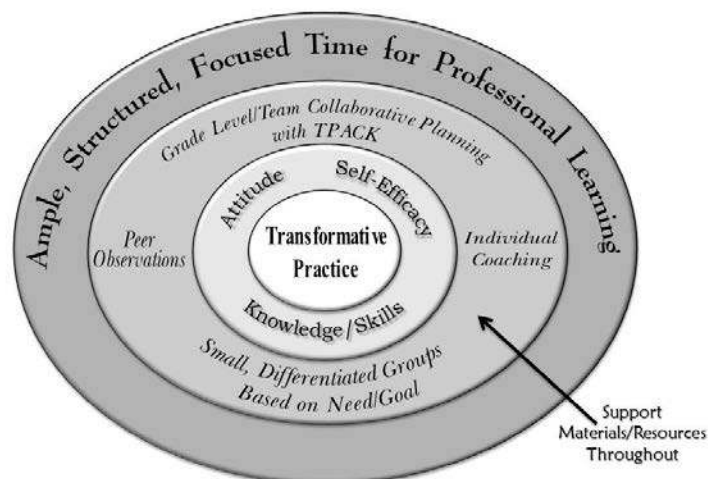 Ample, Structured, Focused Time for Professional Learning
Grade Level/Team Collaborative Planning
with TPACK
Attitude
Self-Efficacy
Peer
Observations
Transformative
Practice
Individual
Coaching
Knowledge/Skills
Small, Differentiated Groups
Based on Need/Goal
Support
Materials/Resources
Throughout